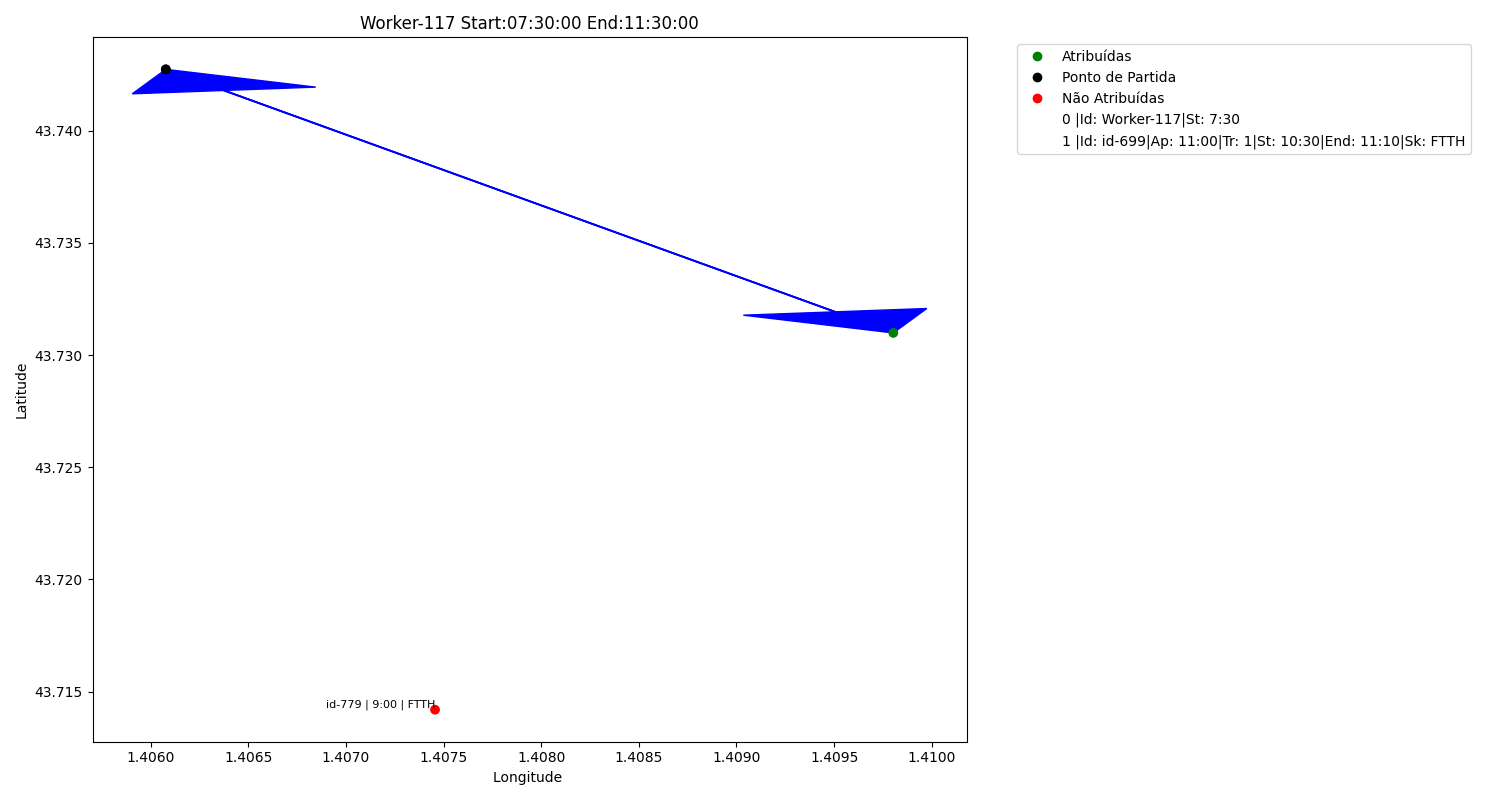 Worker-117 Start:07:30:00 End:11:30:00
Atribuídas
Ponto de Partida
Não Atribuídas
0 |Id: Worker-117|St: 7:30
1 |Id: id-699|Ap: 11:00|Tr: 1|St: 10:30|End: 11:10|Sk: FTTH
43.740
43.735
43.730
43.725
43.720
43.715
Latitude
id-779 | 9:00 | FTTH
1.4060 1.4065 1.4070 1.4075 1.4080 1.4085 1.4090 1.4095 1.4100
Longitude